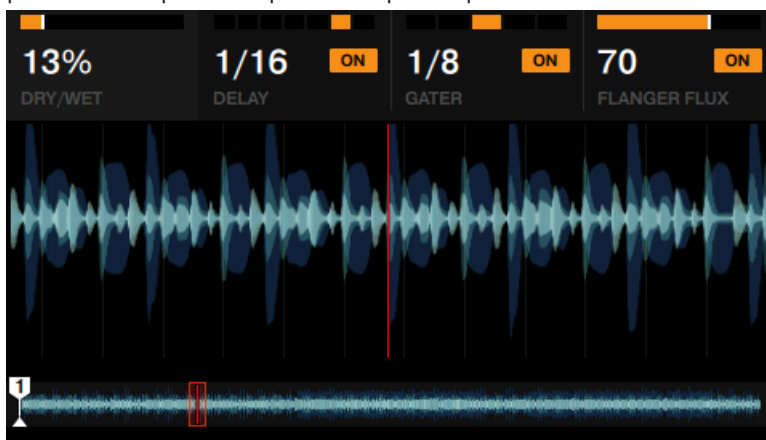 13%
DRY/WET
1/16 ON
DELAY
1/8 ON
GATER
70 ON
FLANGER FLUX
1